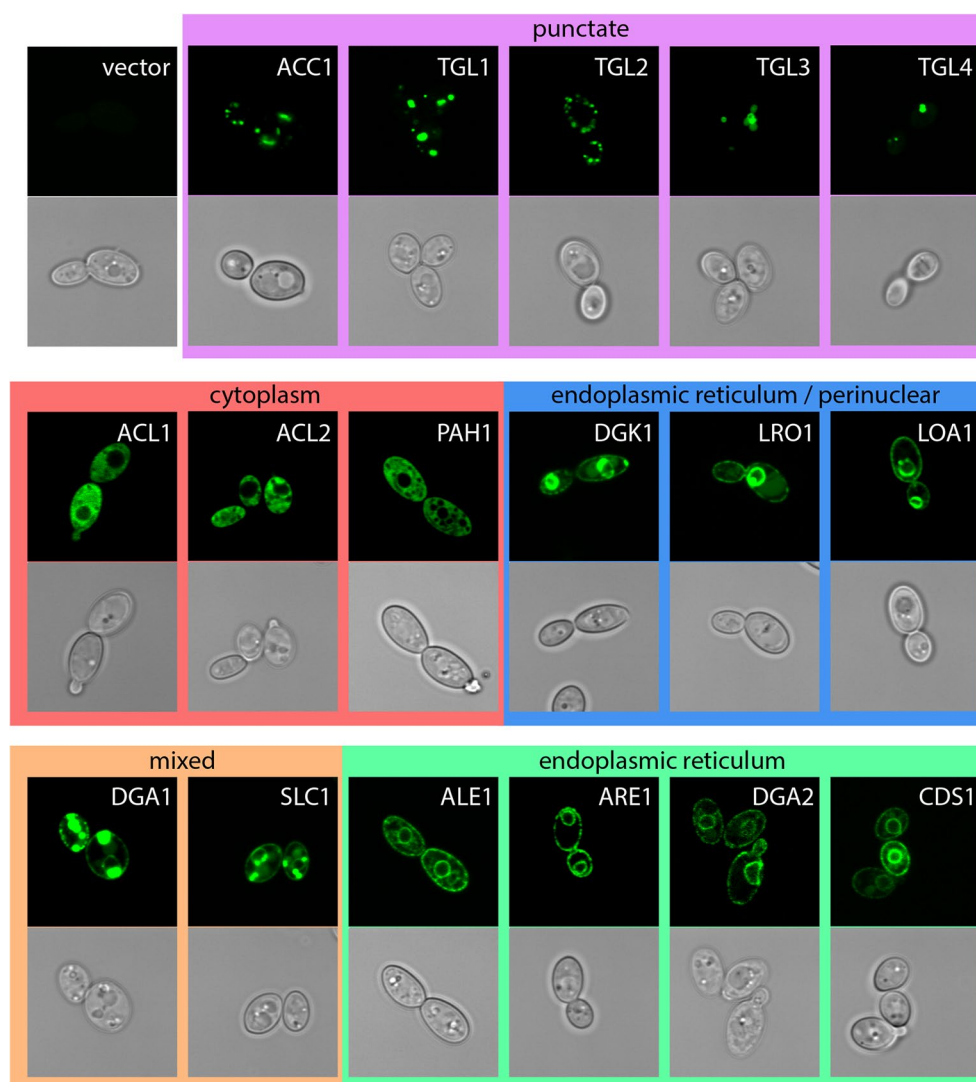 punctate
vector ACC1 TGL1 TGL2 TGL3 TGL4
cytoplasm endoplasmic reticulum / perinuclear
ACL1 ACL2 PAH1 DGK1 LRO1 LOA1
mixed endoplasmic reticulum
DGA1 SLC1 ALE1 ARE1 DGA2 CDS1